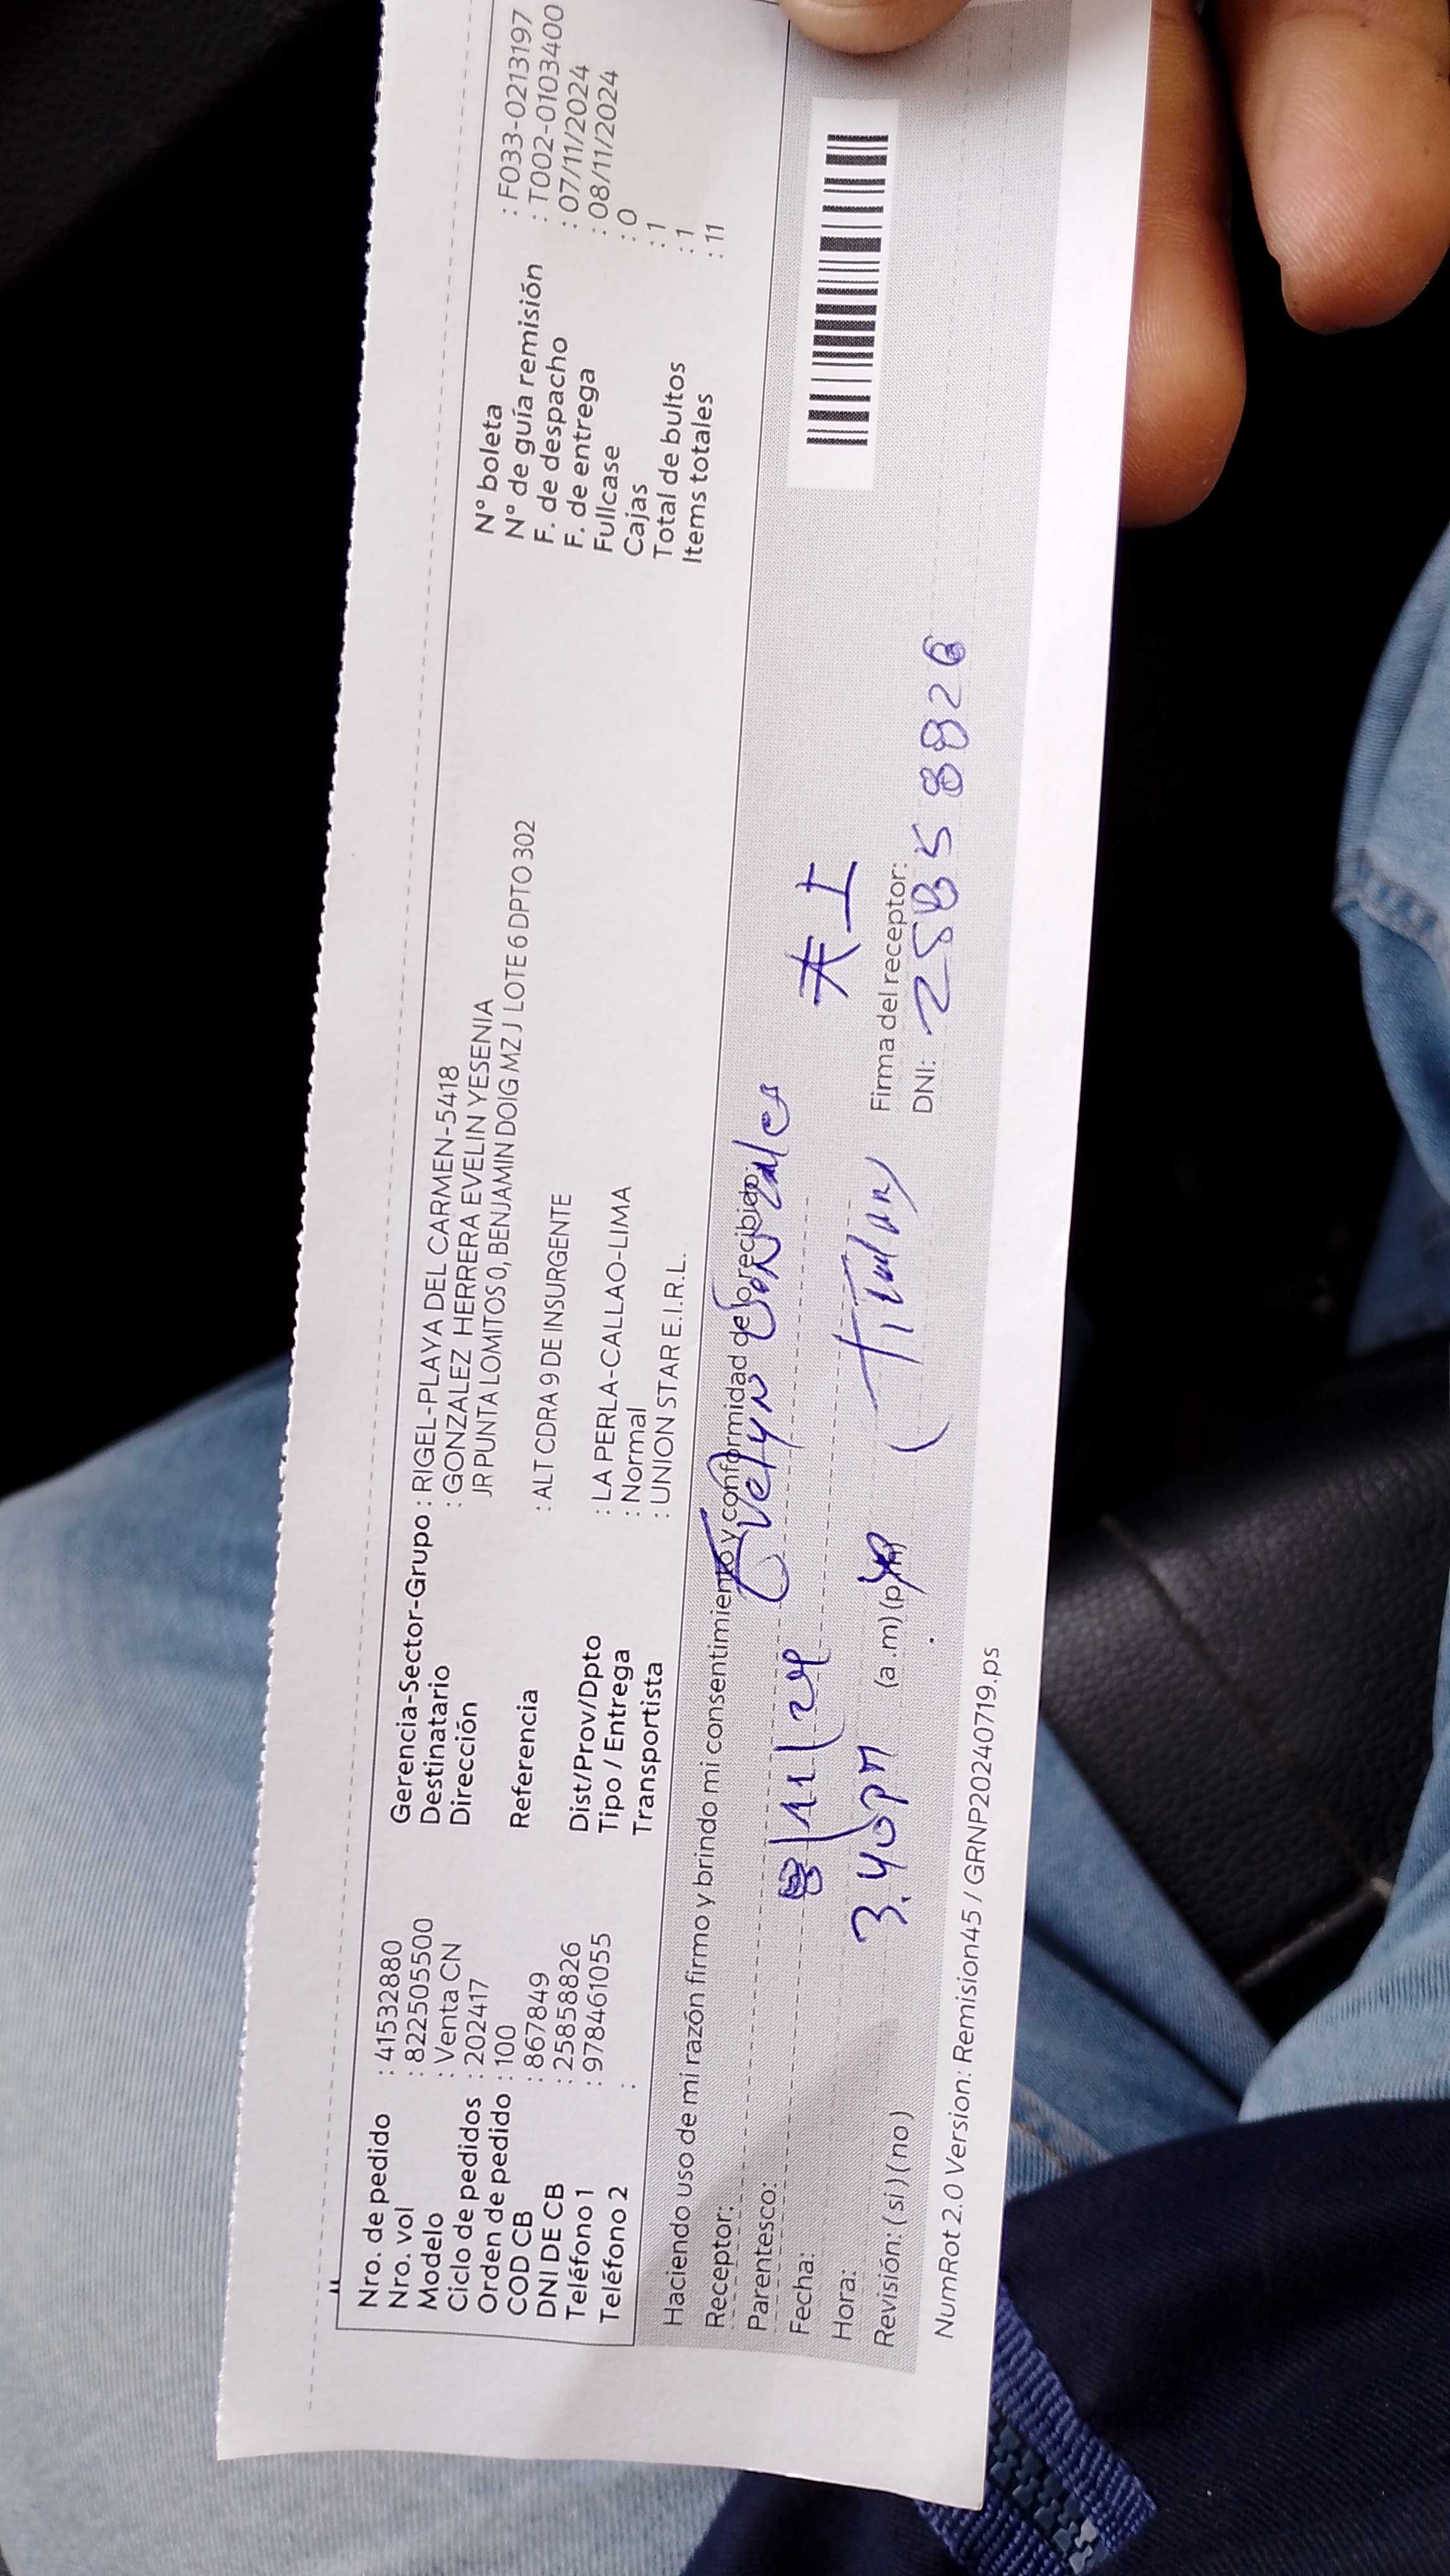 Nro. de pedido : 41532880
Nro. vol : 8222505500
Modelo : Venta CN
Ciclo de pedidos : 202417
Orden de pedido : 100
COD CB : 867849
DNI DE CB : 25858826
Teléfono 1 : 978461055
Teléfono 2 :
Gerencia-Sector-Grupo : RIGEL-PLAYA DEL CARMEN-5418
Destinatario : GONZALEZ HERRERA EVELIN YESENIA
Dirección JR PUNTA LOMITOS 0, BENJAMIN DOIG MZ J LOTE 6 DPTO 302
Referencia : ALT CDRA 9 DE INSURGENTE
Dist/Prov/Dpto : LA PERLA-CALLAO-LIMA
Tipo / Entrega : Normal
Transportista : UNION STAR E.I.R.L.
N° boleta : F033-0213197
N° de guía remisión : T002-0103400
F. de despacho : 07/11/2024
F. de entrega : 08/11/2024
Fullcase : 0
Cajas : 1
Total de bultos : 1
Items totales : 11
Haciendo uso de mi razón firmo y brindo mi consentimiento y conformidad de lo recibido.
Receptor:
Parentesco: Evelyn Gonzales
Fecha: 8/11/24
Hora: 3.40pm (a.m) (p.m) (Titular)
Firma del receptor:
Revisión: (si) (no) DNI: 25858826
NumRot 2.0 Version: Remision45 / GRNP20240719.ps